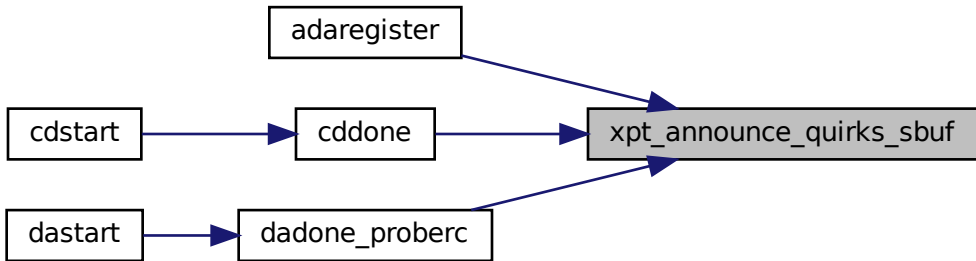 adaregister
cdstart
cddone
xpt_announce_quirks_sbuf
dastart
dadone_proberc